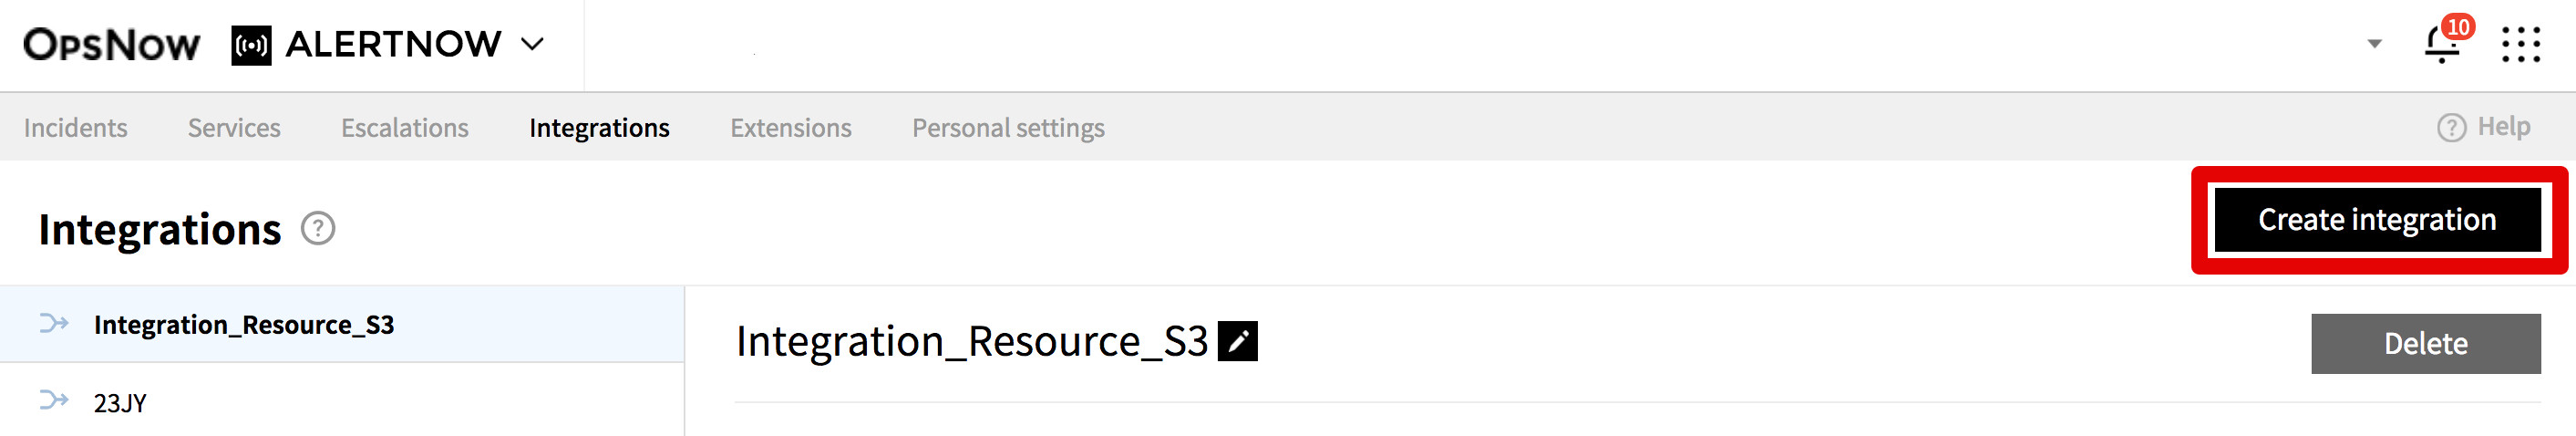 OPSNOW ALERTNOW 10
Incidents Services Escalations Integrations Extensions Personal settings ? Help
Integrations ? Create integration
Integration_Resource_S3
Integration_Resource_S3 Delete
23JY